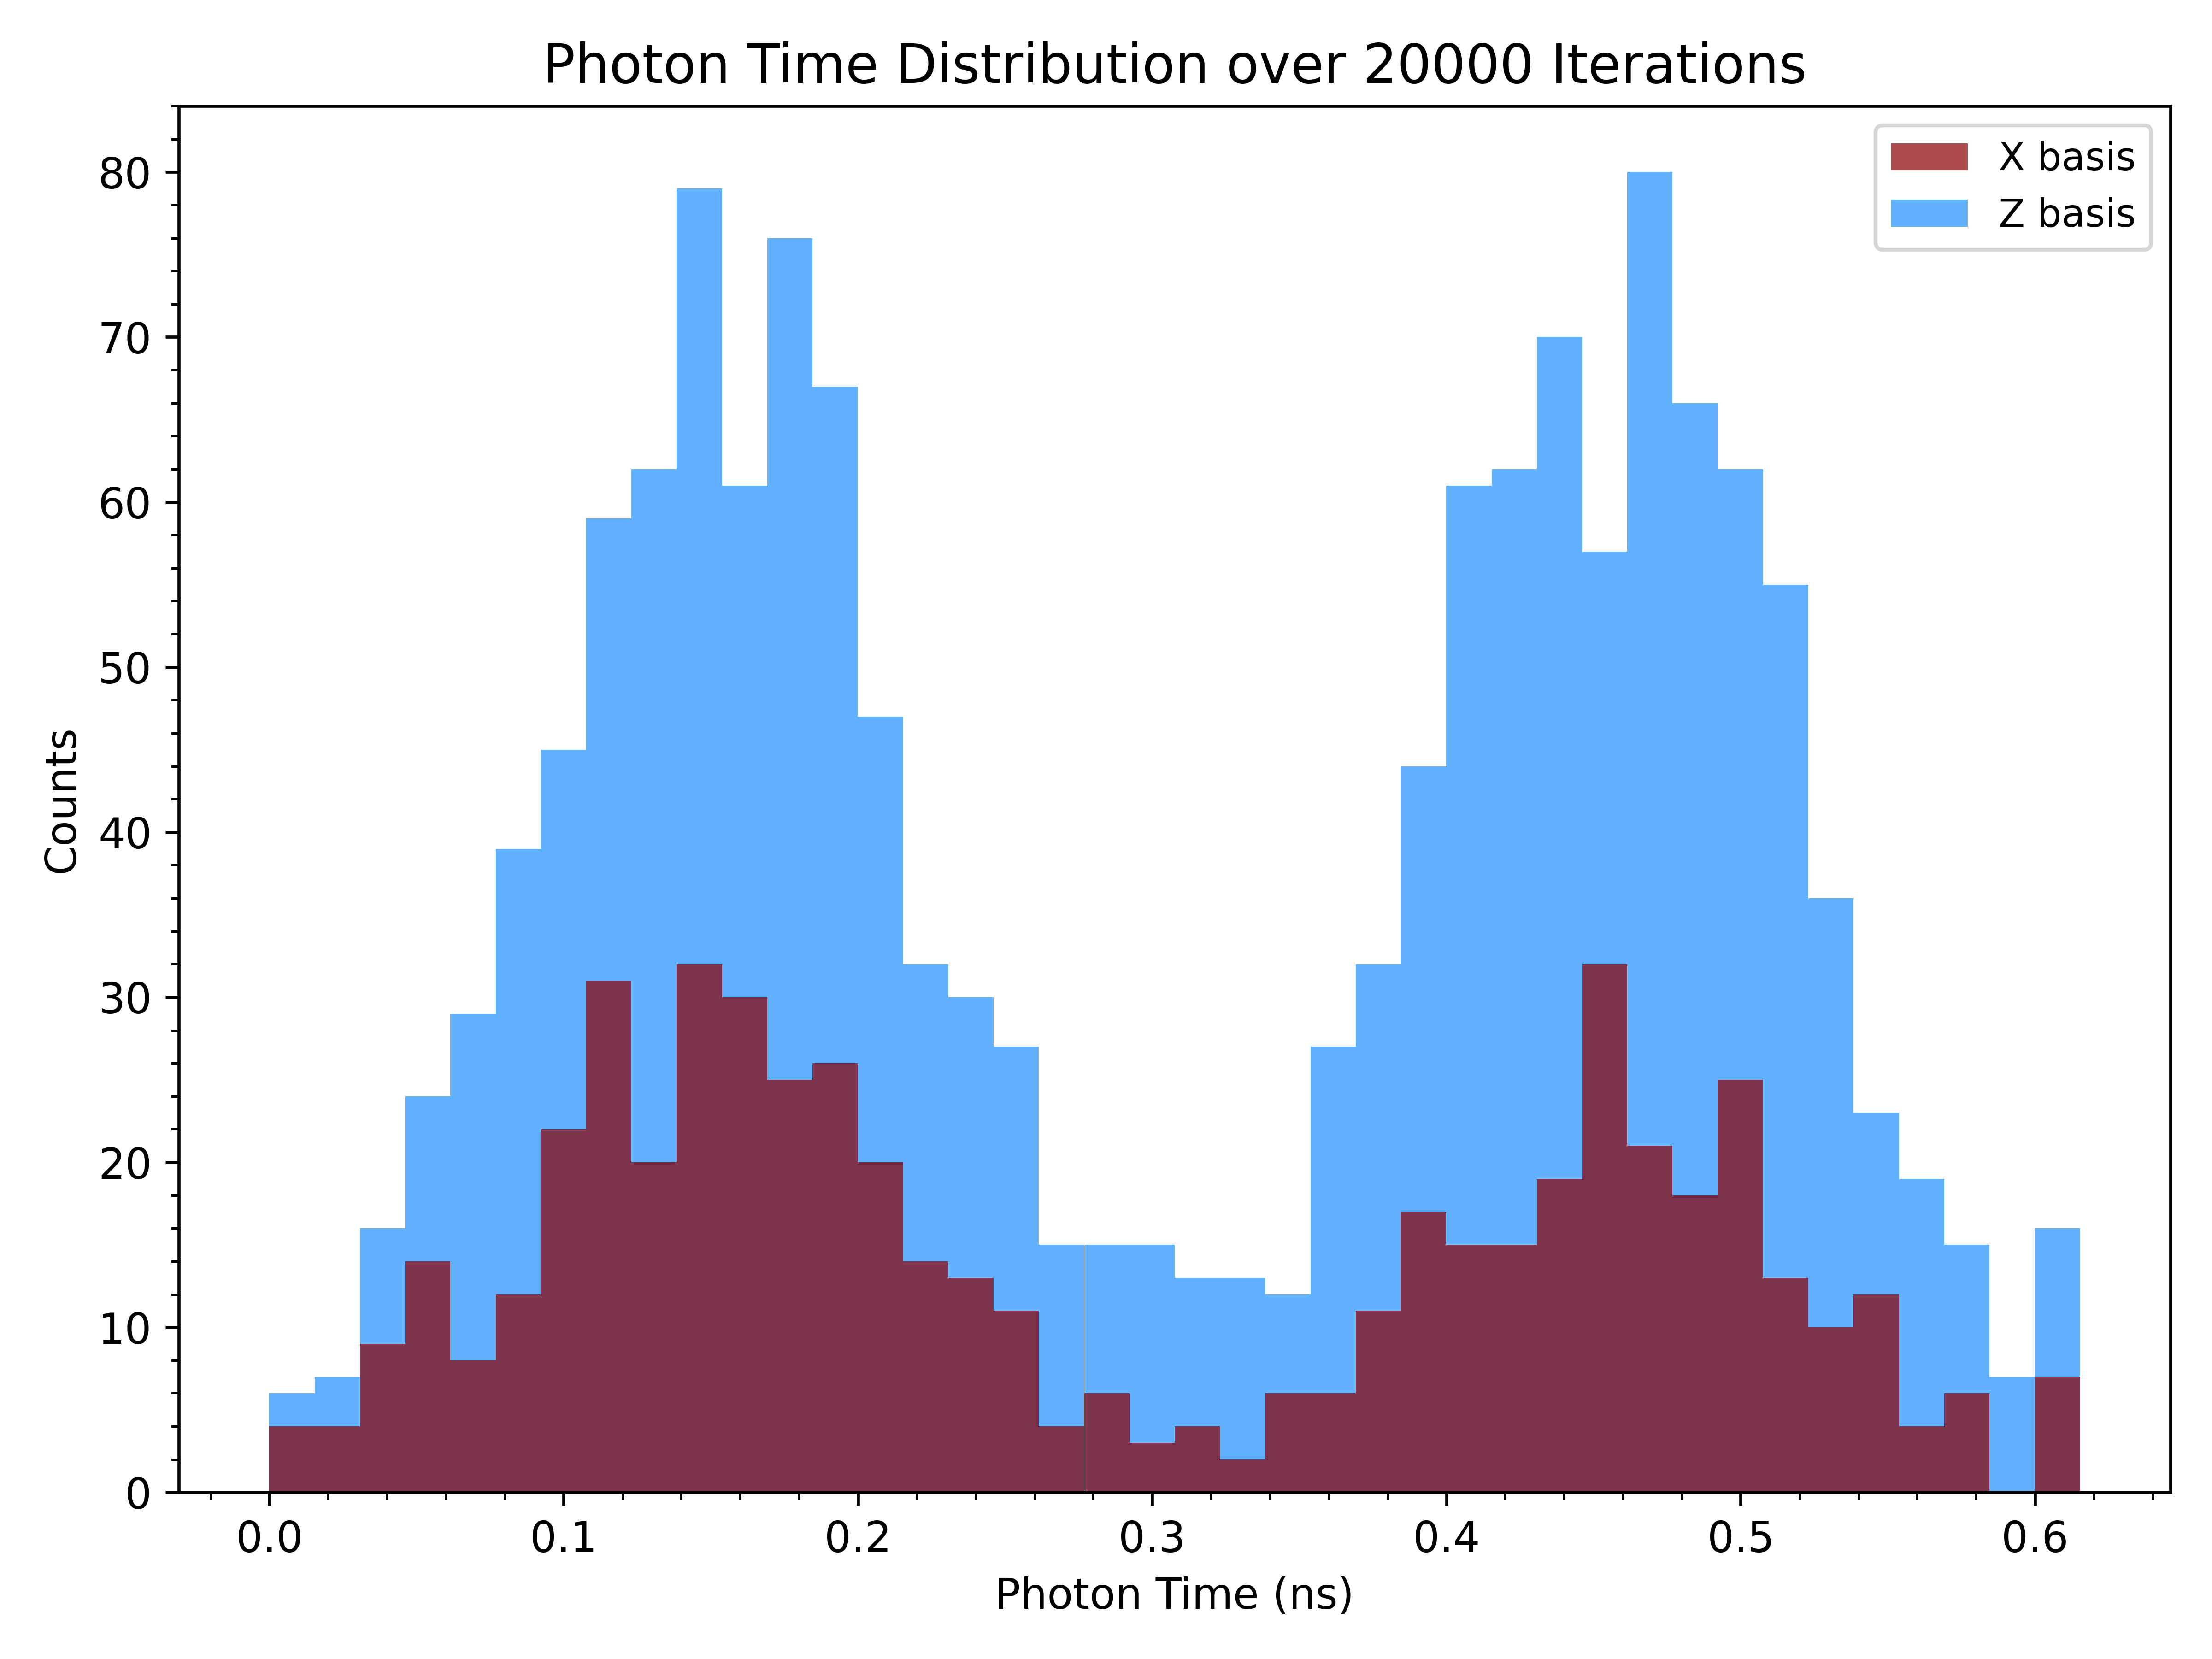 Photon Time Distribution over 20000 Iterations
X basis
Z basis
80
70
60
50
40
30
20
10
0
Counts
0.0 0.1 0.2 0.3 0.4 0.5 0.6
Photon Time (ns)